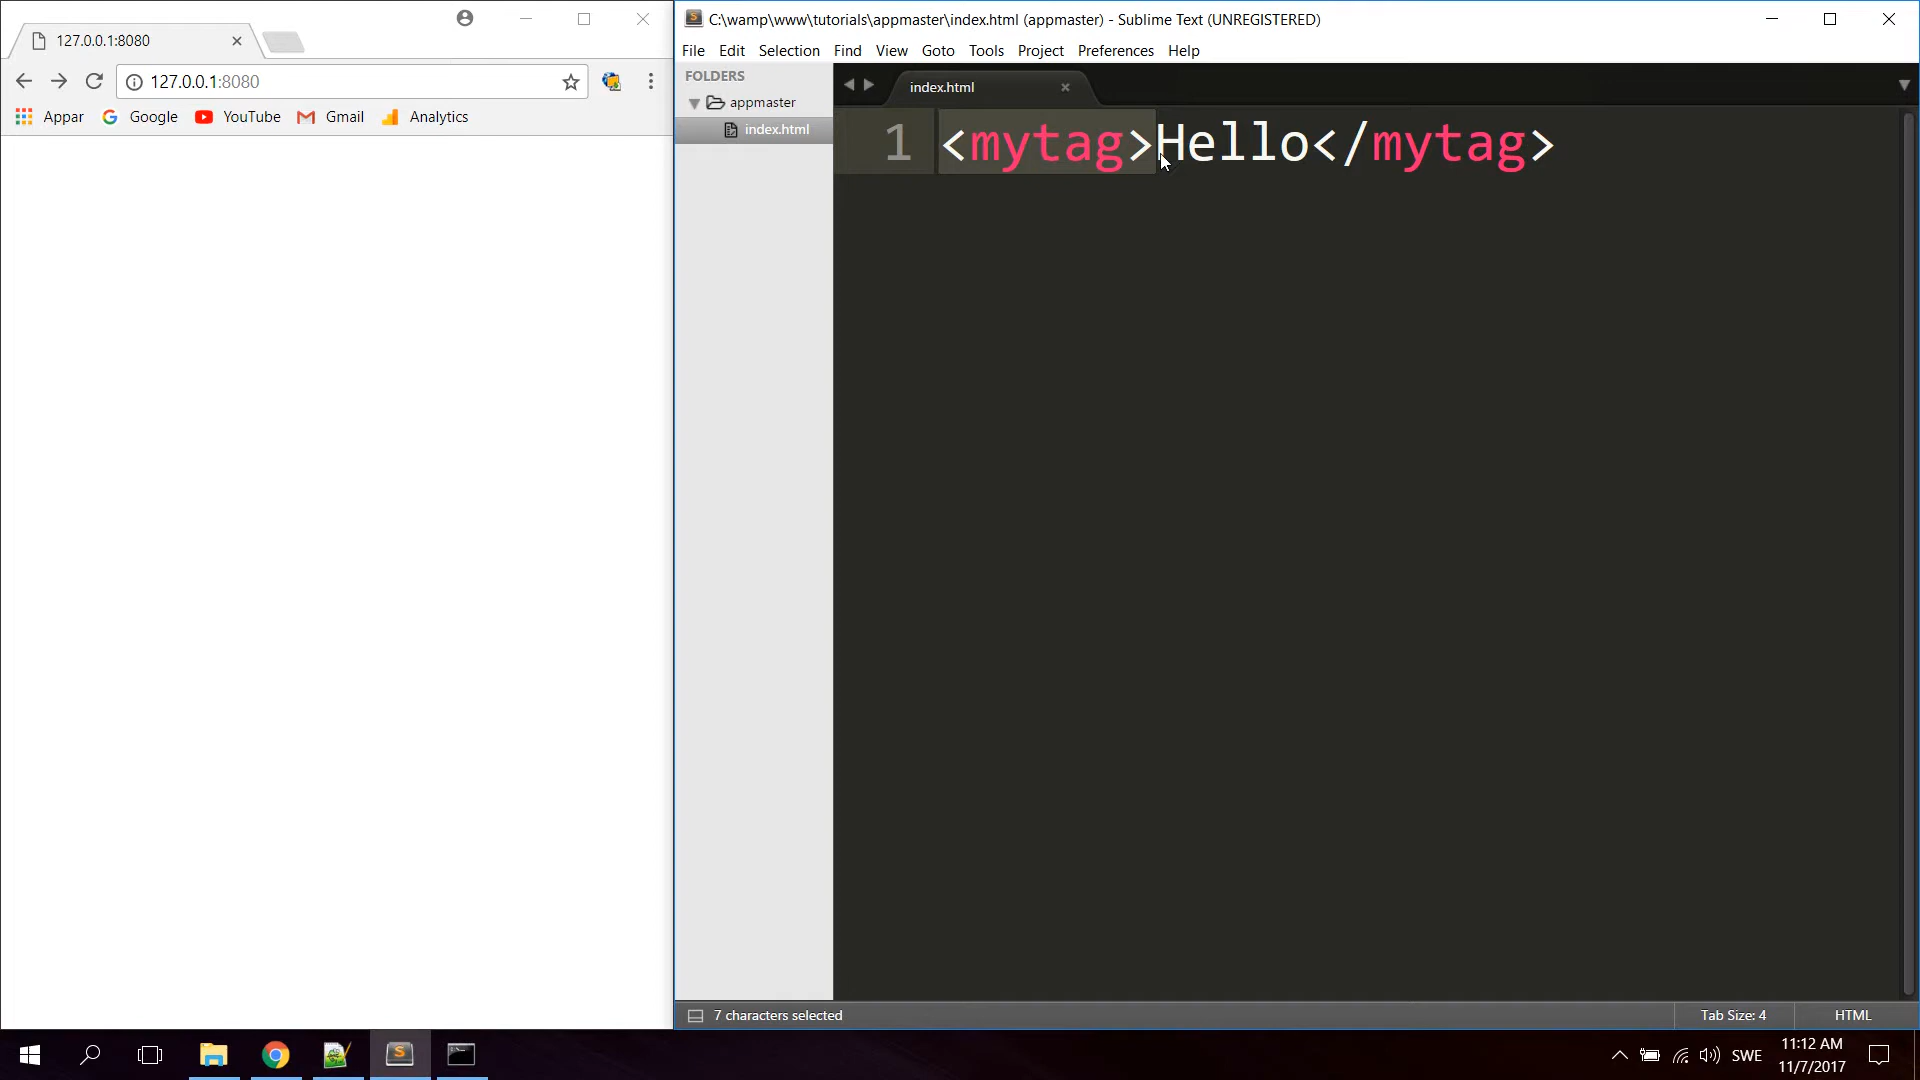 127.0.0.1:8080
127.0.0.1:8080
Appar Google YouTube Gmail Analytics
C:\wamp\www\tutorials\appmaster\index.html (appmaster) - Sublime Text (UNREGISTERED)
File Edit Selection Find View Goto Tools Project Preferences Help
FOLDERS
appmaster
index.html
index.html
1 <mytag>Hello</mytag>
7 characters selected
Tab Size: 4
HTML
SWE
11:12 AM
11/7/2017